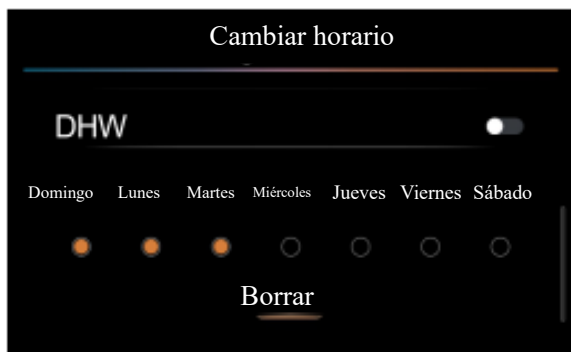 Cambiar horario
DHW
Domingo Lunes Martes Miércoles Jueves Viernes Sábado
Borrar